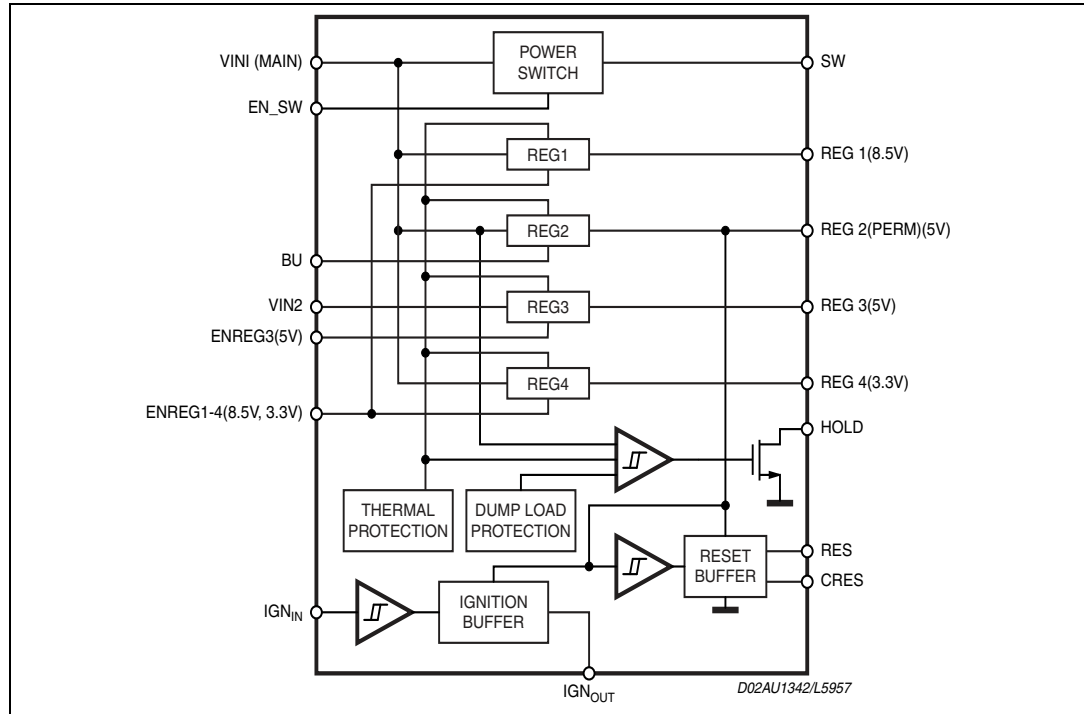 VINI (MAIN)
POWER
SWITCH
SW
EN_SW
REG1
REG 1(8.5V)
REG2
REG 2(PERM)(5V)
BU
VIN2
REG3
REG 3(5V)
ENREG3(5V)
REG4
REG 4(3.3V)
ENREG1-4(8.5V, 3.3V)
HOLD
THERMAL
PROTECTION
DUMP LOAD
PROTECTION
RESET
BUFFER
RES
CRES
IGNIN
IGNITION
BUFFER
IGNOUT
D02AU1342/L5957